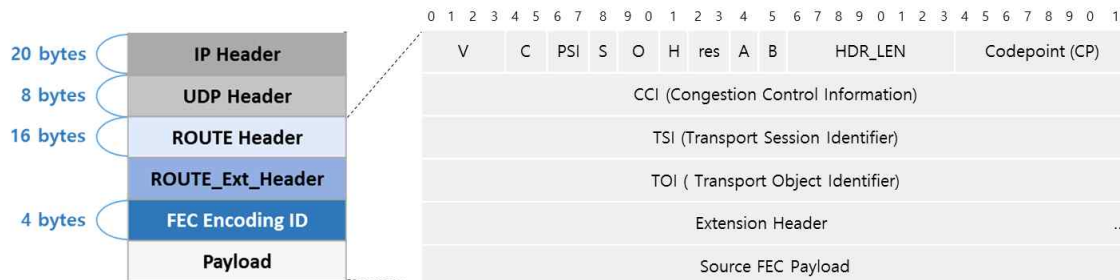 0 1 2 3 4 5 6 7 8 9 0 1 2 3 4 5 6 7 8 9 0 1 2 3 4 5 6 7 8 9 0 1
20 bytes IP Header V C PSI S O H res A B HDR_LEN Codepoint (CP)
8 bytes UDP Header CCI (Congestion Control Information)
16 bytes ROUTE Header TSI (Transport Session Identifier)
ROUTE_Ext_Header TOI ( Transport Object Identifier)
4 bytes FEC Encoding ID Extension Header ..
Payload Source FEC Payload